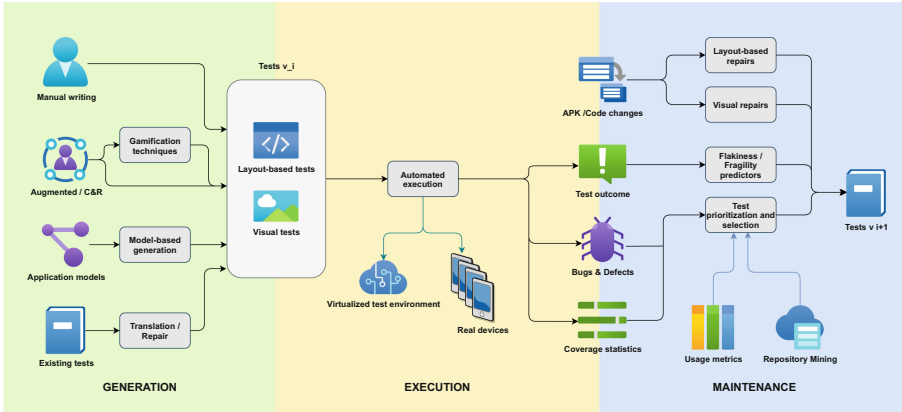 Manual writing
Augmented / C&R
Gamification
techniques
Application models
Model-based
generation
Existing tests
Translation /
Repair
GENERATION
Tests v_i
</>
Layout-based tests
Visual tests
Automated
execution
Virtualized test environment
Real devices
EXECUTION
APK /Code changes
Test outcome
Bugs & Defects
Coverage statistics
Layout-based
repairs
Visual repairs
Flakiness /
Fragility
predictors
Test
prioritization and
selection
Usage metrics
Repository Mining
Tests v i+1
MAINTENANCE